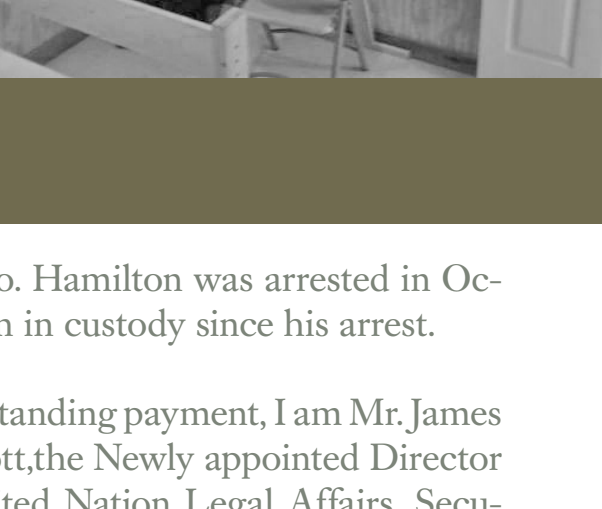 o. Hamilton was arrested in Oc-
n in custody since his arrest.
tanding payment, I am Mr. James
tt,the Newly appointed Director
ted Nation Legal Affairs, Secu-